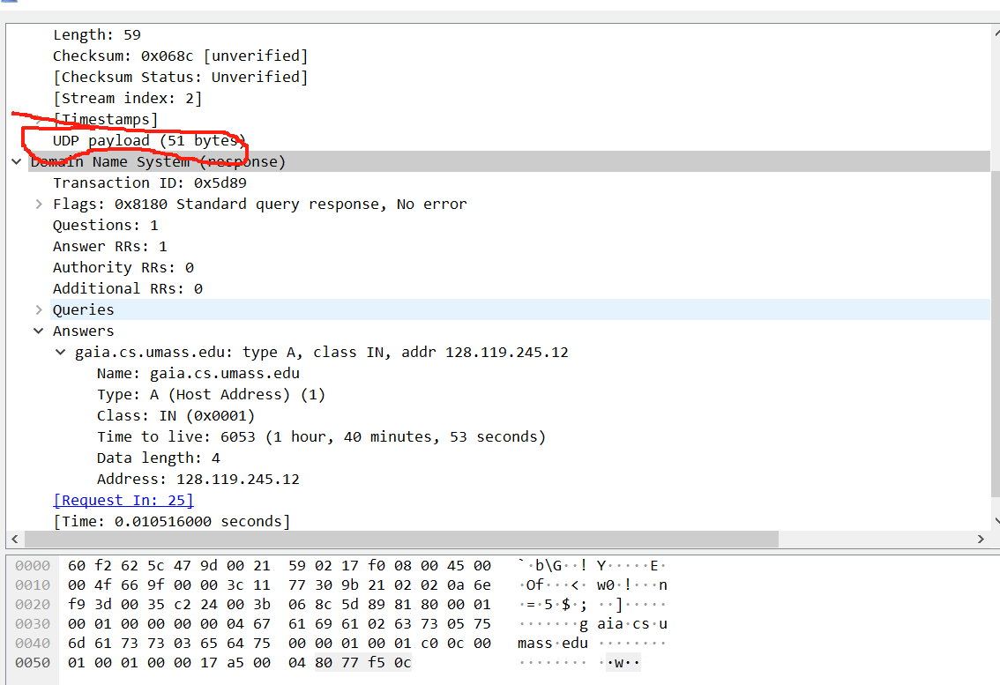 Length: 59
Checksum: 0x068c [unverified]
[Checksum Status: Unverified]
[Stream index: 2]
[Timestamps]
UDP payload (51 bytes)
Domain Name System (response)
Transaction ID: 0x5d89
Flags: 0x8180 Standard query response, No error
Questions: 1
Answer RRs: 1
Authority RRs: 0
Additional RRs: 0
Queries
Answers
gaia.cs.umass.edu: type A, class IN, addr 128.119.245.12
Name: gaia.cs.umass.edu
Type: A (Host Address) (1)
Class: IN (0x0001)
Time to live: 6053 (1 hour, 40 minutes, 53 seconds)
Data length: 4
Address: 128.119.245.12
[Request In: 25]
[Time: 0.010516000 seconds]
0000 60 f2 62 5c 47 9d 00 21 59 02 17 f0 08 00 45 00 `·b\G··! Y·····E·
0010 00 4f 66 9f 00 00 3c 11 77 30 9b 21 02 02 0a 6e ·Of···<· w0·!···n
0020 f9 3d 00 35 c2 24 00 3b 06 8c 5d 89 81 80 00 01 ·=·5·$·; ··]·····
0030 00 01 00 00 00 00 04 67 61 69 61 02 63 73 05 75 ·······g aia·cs·u
0040 6d 61 73 73 03 65 64 75 00 00 01 00 01 c0 0c 00 mass·edu ········
0050 01 00 01 00 00 17 a5 00 04 80 77 f5 0c ········ ··w··